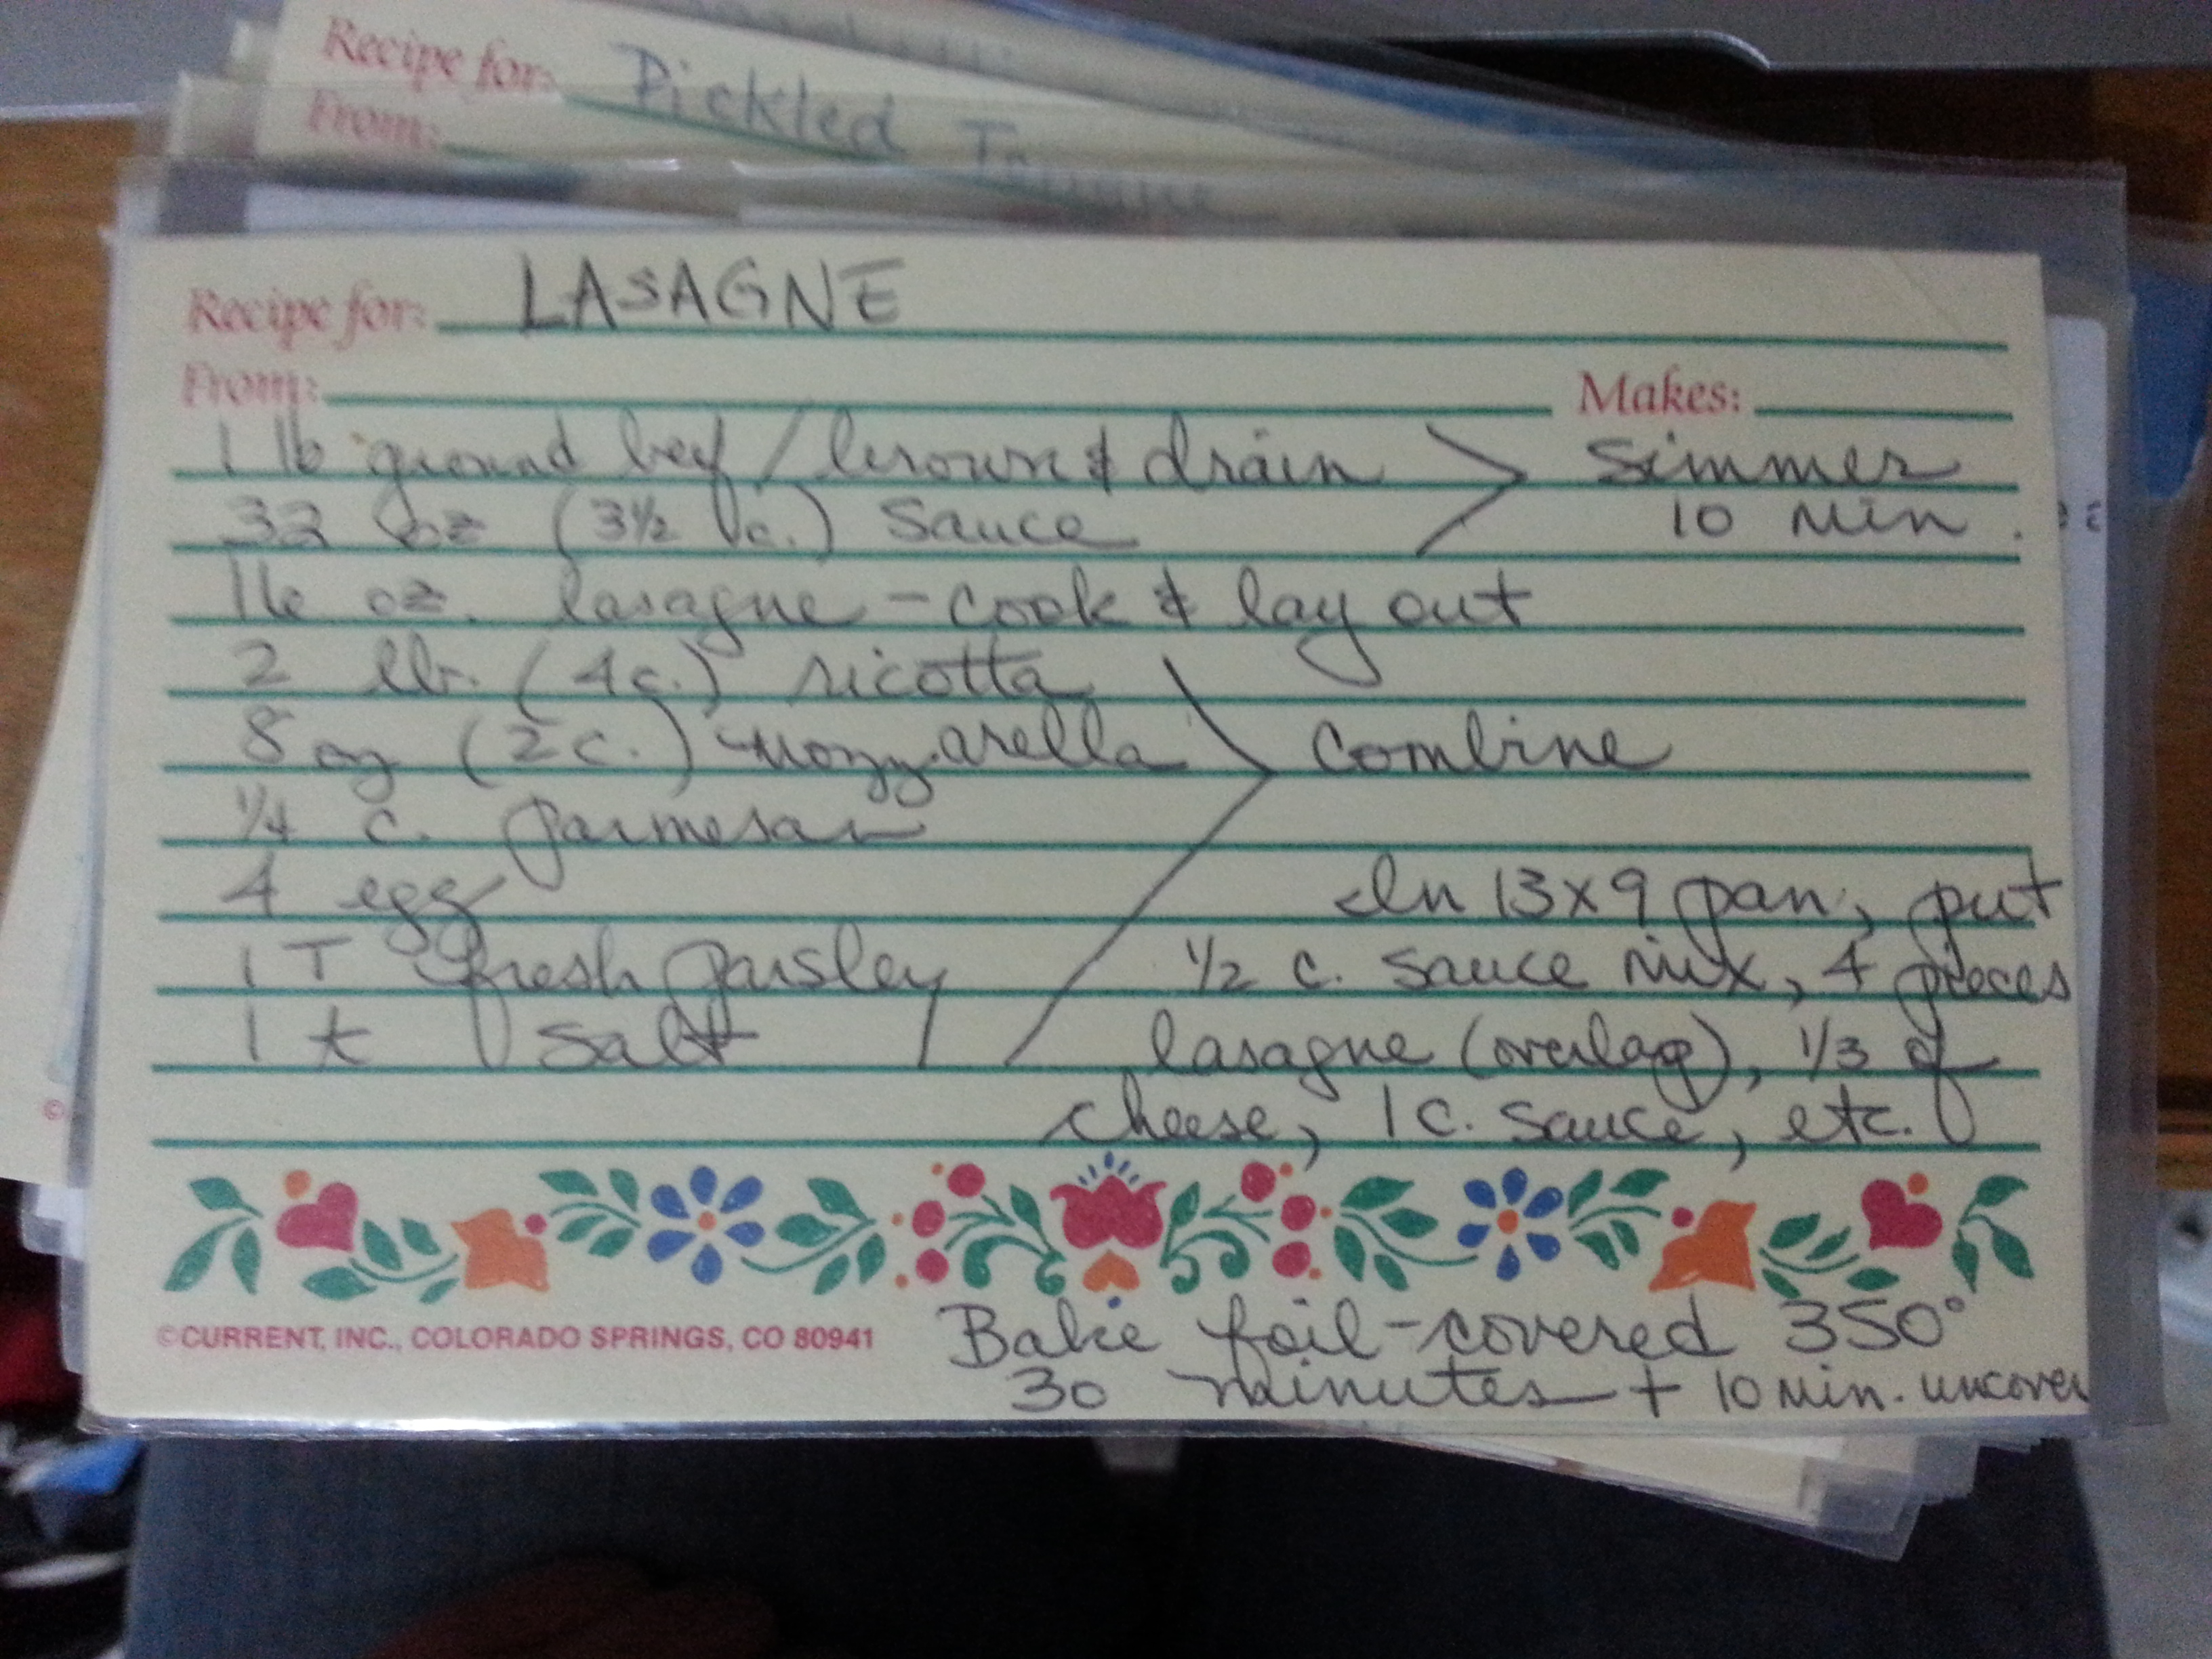 Recipe for: Pickled
From:
Recipe for: LASAGNE
From: Makes:
1 lb ground beef / brown & drain > simmer
32 oz (3½ c.) sauce 10 min.
16 oz. lasagne - cook & lay out
2 lb. (4c.) ricotta
8 oz (2c.) mozzarella > combine
¼ c. parmesan
4 egg In 13x9 pan, put
1 T fresh parsley ½ c. sauce mix, 4 pieces
1 t salt lasagne (overlap), 1/3 of
cheese, 1 c. sauce, etc.
©CURRENT, INC., COLORADO SPRINGS, CO 80941 Bake foil-covered 350°
30 minutes + 10 min. uncover